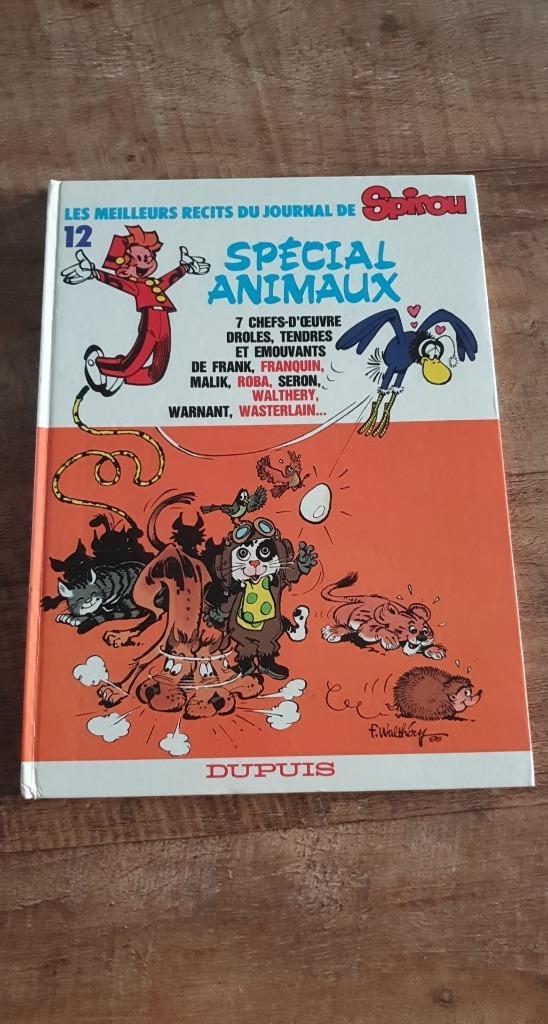 LES MEILLEURS RECITS DU JOURNAL DE Spirou
12
SPÉCIAL
ANIMAUX
7 CHEFS-D'ŒUVRE
DROLES, TENDRES
ET EMOUVANTS
DE FRANK, FRANQUIN,
MALIK, ROBA, SERON,
WALTHERY,
WARNANT, WASTERLAIN...
F. Walthéry
85
DUPUIS